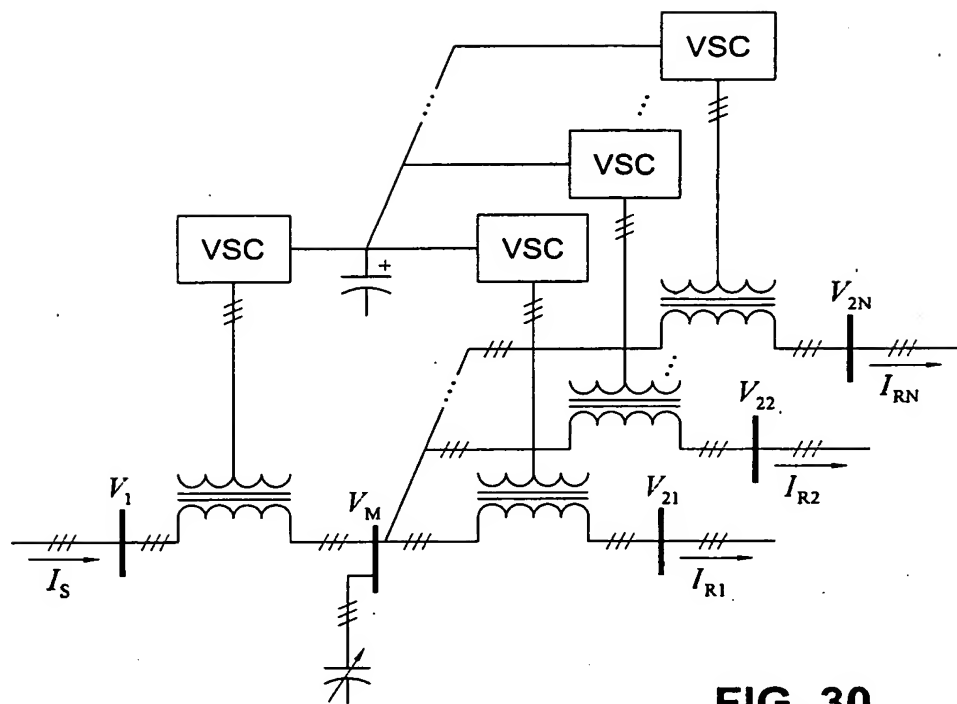 VSC
VSC
VSC
VSC
+
V2N
IRN
V22
IR2
V1
VM
V21
IS
IR1
FIG. 30